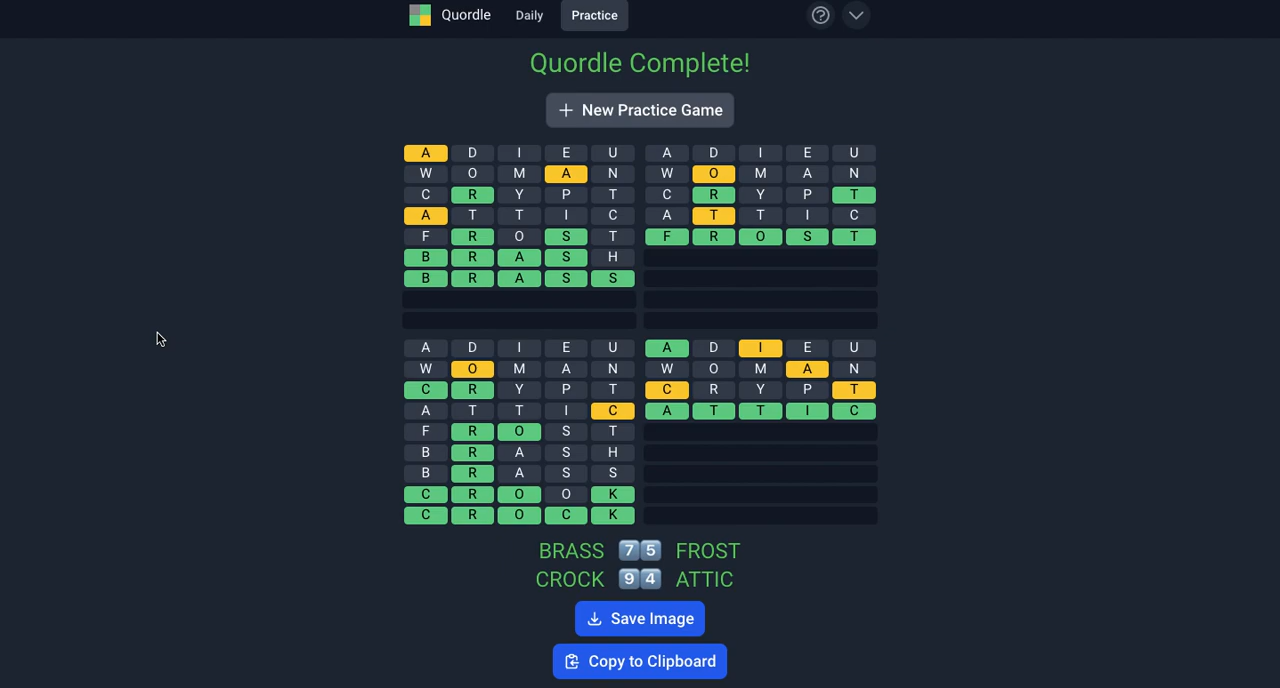 Quordle Daily Practice
Quordle Complete!
New Practice Game
A D I E U A D I E U
W O M A N W O M A N
C R Y P T C R Y P T
A T T I C A T T I C
F R O S T F R O S T
B R A S H
B R A S S
A D I E U A D I E U
W O M A N W O M A N
C R Y P T C R Y P T
A T T I C A T T I C
F R O S T
B R A S H
B R A S S
C R O O K
C R O C K
BRASS 7 5 FROST
CROCK 9 4 ATTIC
Save Image
Copy to Clipboard